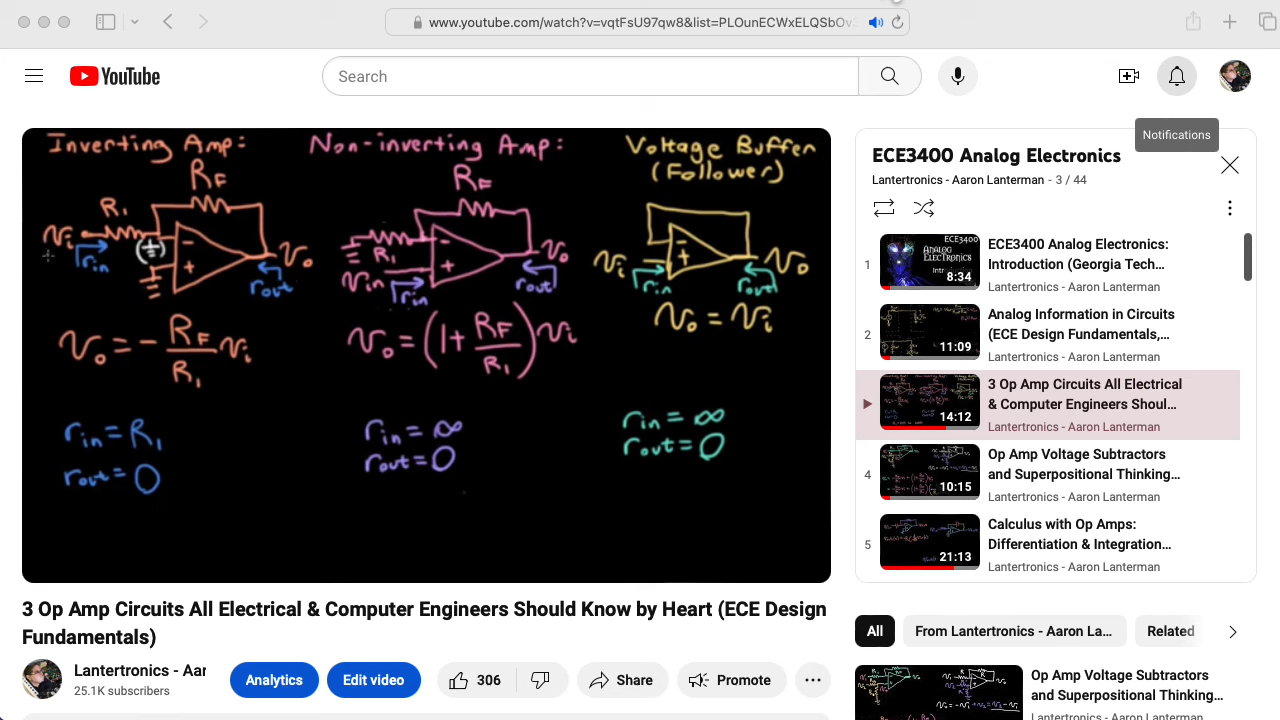 www.youtube.com/watch?v=vqtFsU97qw8&list=PLOunECWxELQSbOv
YouTube
Search
Notifications
Inverting Amp:
RF
R1
vi
rin
vo
rout
- +
vo = - RF/R1 vi
rin = R1
rout = 0
Non-inverting Amp:
RF
R1
vin
rin
vo
rout
- +
vo = (1 + RF/R1) vi
rin = ∞
rout = 0
Voltage Buffer
(Follower)
vi
rin
vo
rout
- +
vo = vi
rin = ∞
rout = 0
3 Op Amp Circuits All Electrical & Computer Engineers Should Know by Heart (ECE Design
Fundamentals)
Lantertronics - Aar
25.1K subscribers
Analytics
Edit video
306
Share
Promote
ECE3400 Analog Electronics
Lantertronics - Aaron Lanterman - 3 / 44
1
ECE3400
ANALOG
ELECTRONICS
8:34
ECE3400 Analog Electronics:
Introduction (Georgia Tech…
Lantertronics - Aaron Lanterman
2
11:09
Analog Information in Circuits
(ECE Design Fundamentals,
Lantertronics - Aaron Lanterman
14:12
3 Op Amp Circuits All Electrical
& Computer Engineers Shoul…
Lantertronics - Aaron Lanterman
4
10:15
Op Amp Voltage Subtractors
and Superpositional Thinking…
Lantertronics - Aaron Lanterman
5
21:13
Calculus with Op Amps:
Differentiation & Integration…
Lantertronics - Aaron Lanterman
All
From Lantertronics - Aaron La...
Related
Op Amp Voltage Subtractors
and Superpositional Thinking…
Lantertronics - Aaron Lanterman